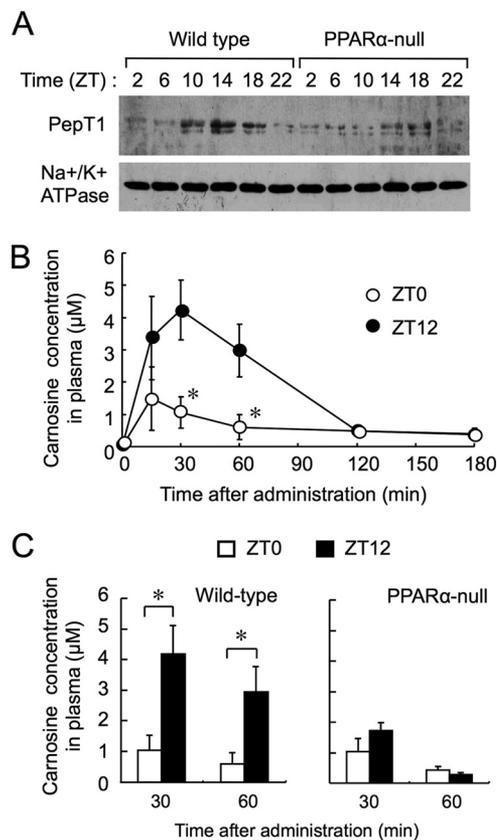 A
Wild type PPARα-null
Time (ZT) : 2 6 10 14 18 22 2 6 10 14 18 22
PepT1
Na+/K+
ATPase
B
Carnosine concentration
in plasma (µM)
6
5
4
3
2
1
0
ZT0
ZT12
*
*
0 30 60 90 120 150 180
Time after administration (min)
C
ZT0 ZT12
Carnosine concentration
in plasma (µM)
Wild-type PPARα-null
6
5
4
3
2
1
0
*
*
30 60 30 60
Time after administration (min)